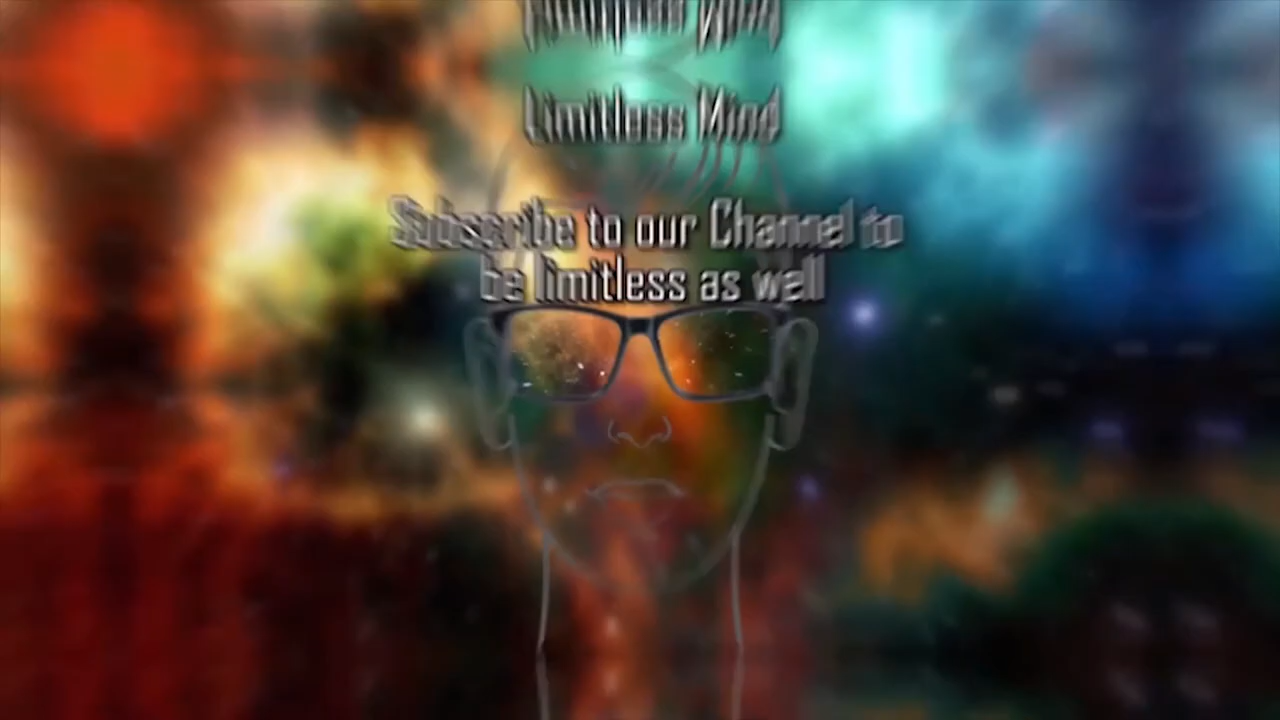 Limitless Mind
Subscribe to our Channel to
be limitless as well